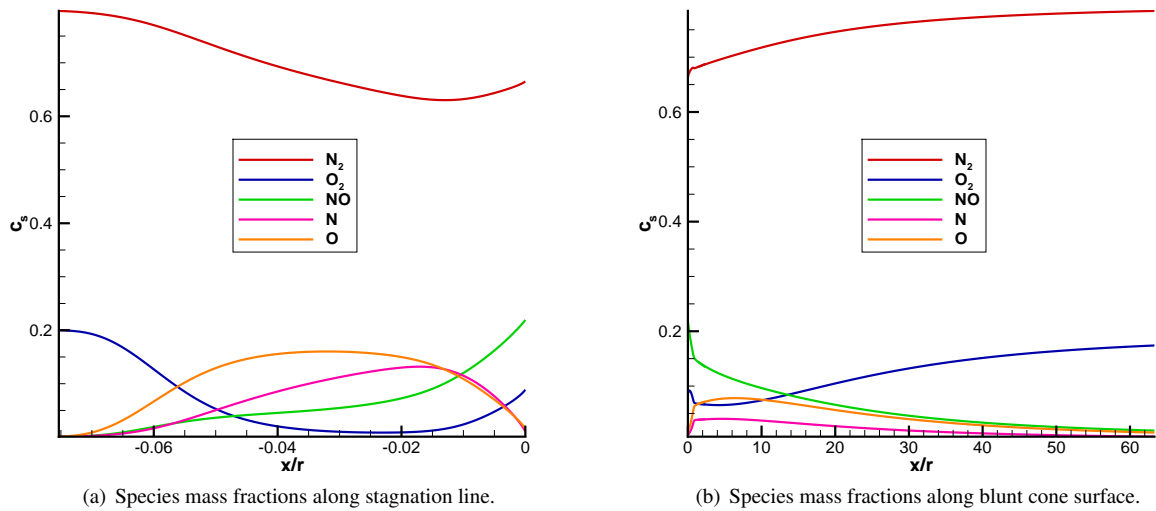 0.6
0.4
0.2
c_s
N₂
O₂
NO
N
O
-0.06
-0.04
-0.02
0
x/r
(a) Species mass fractions along stagnation line.
0.6
0.4
0.2
c_s
N₂
O₂
NO
N
O
0
10
20
30
40
50
60
x/r
(b) Species mass fractions along blunt cone surface.